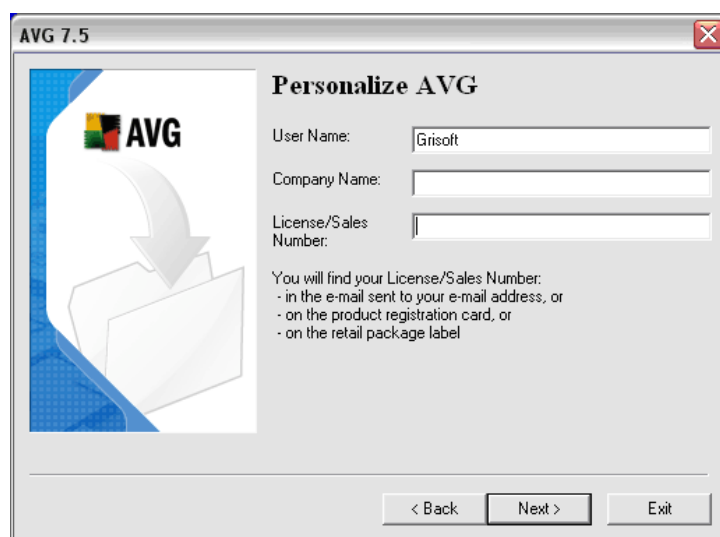 AVG 7.5
AVG
Personalize AVG
User Name:
Grisoft
Company Name:
License/Sales
Number:
You will find your License/Sales Number:
- in the e-mail sent to your e-mail address, or
- on the product registration card, or
- on the retail package label
< Back
Next >
Exit